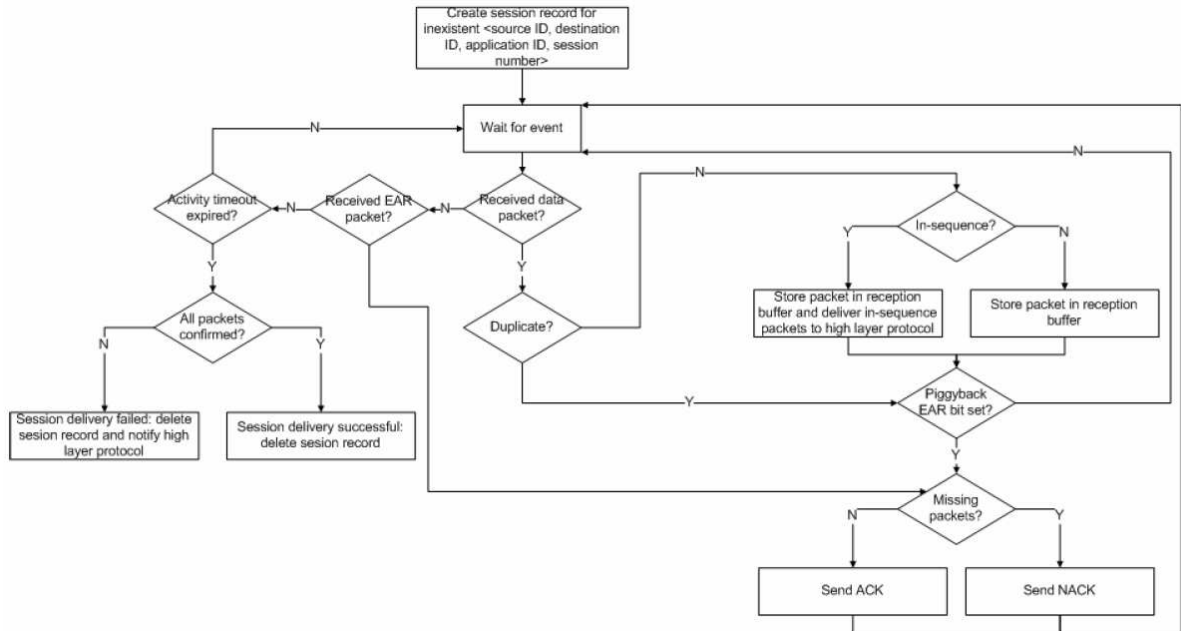 Create session record for
inexistent <source ID, destination
ID, application ID, session
number>
Wait for event
N
N
Activity timeout
expired?
N
Received EAR
packet?
N
Received data
packet?
N
In-sequence?
Y
N
Y
Y
Store packet in reception
buffer and deliver in-sequence
packets to high layer protocol
Store packet in reception
buffer
All packets
confirmed?
Duplicate?
N
Y
Piggyback
EAR bit set?
Y
Session delivery failed: delete
sesion record and notify high
layer protocol
Session delivery successful:
delete sesion record
Y
Missing
packets?
N
Y
Send ACK
Send NACK